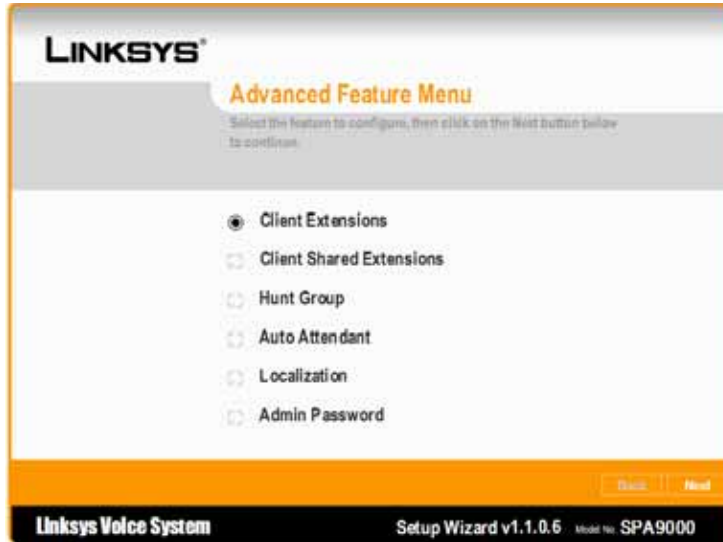 LINKSYS®
Advanced Feature Menu
Select the feature to configure, then click on the Next button below
to continue.
Client Extensions
Client Shared Extensions
Hunt Group
Auto Attendant
Localization
Admin Password
Back Next
Linksys Voice System Setup Wizard v1.1.0.6 Model No. SPA9000